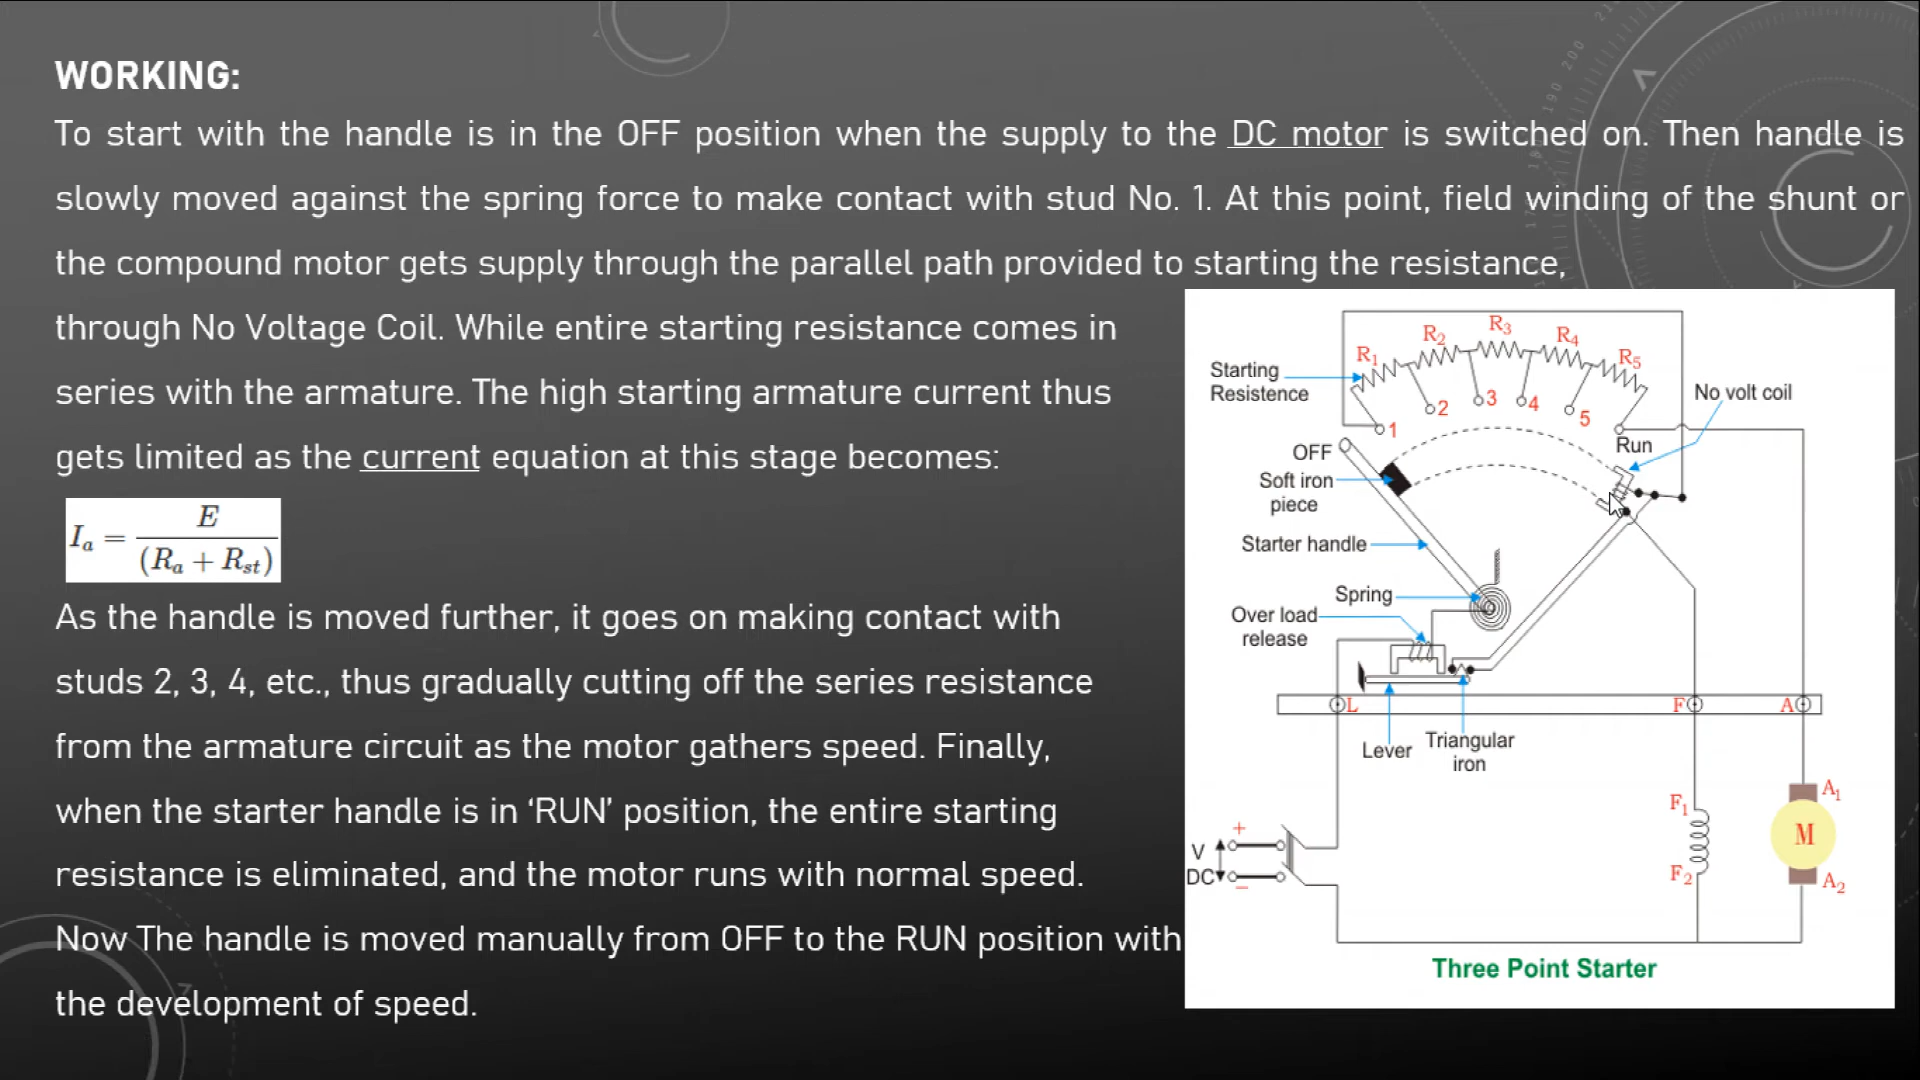 WORKING:
To start with the handle is in the OFF position when the supply to the DC motor is switched on. Then handle is
slowly moved against the spring force to make contact with stud No. 1. At this point, field winding of the shunt or
the compound motor gets supply through the parallel path provided to starting the resistance,
through No Voltage Coil. While entire starting resistance comes in
series with the armature. The high starting armature current thus
gets limited as the current equation at this stage becomes:
I_a = E / (R_a + R_st)
As the handle is moved further, it goes on making contact with
studs 2, 3, 4, etc., thus gradually cutting off the series resistance
from the armature circuit as the motor gathers speed. Finally,
when the starter handle is in ‘RUN’ position, the entire starting
resistance is eliminated, and the motor runs with normal speed.
Now The handle is moved manually from OFF to the RUN position with
the development of speed.
R1 R2 R3 R4 R5
Starting
Resistence
No volt coil
1 2 3 4 5
Run
OFF
Soft iron
piece
Starter handle
Spring
Over load
release
L F A
Lever
Triangular
iron
F1
F2
A1
M
A2
+
V
DC
−
Three Point Starter
210
200
190